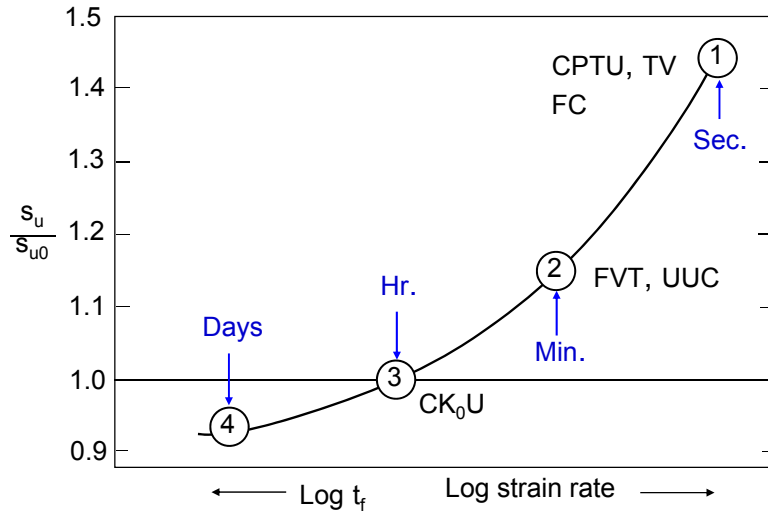 1.5
1.4
1.3
1.2
1.1
1.0
0.9
s_u
s_u0
CPTU, TV
FC
1
Sec.
2
FVT, UUC
Min.
Hr.
3
CK₀U
Days
4
Log t_f
Log strain rate